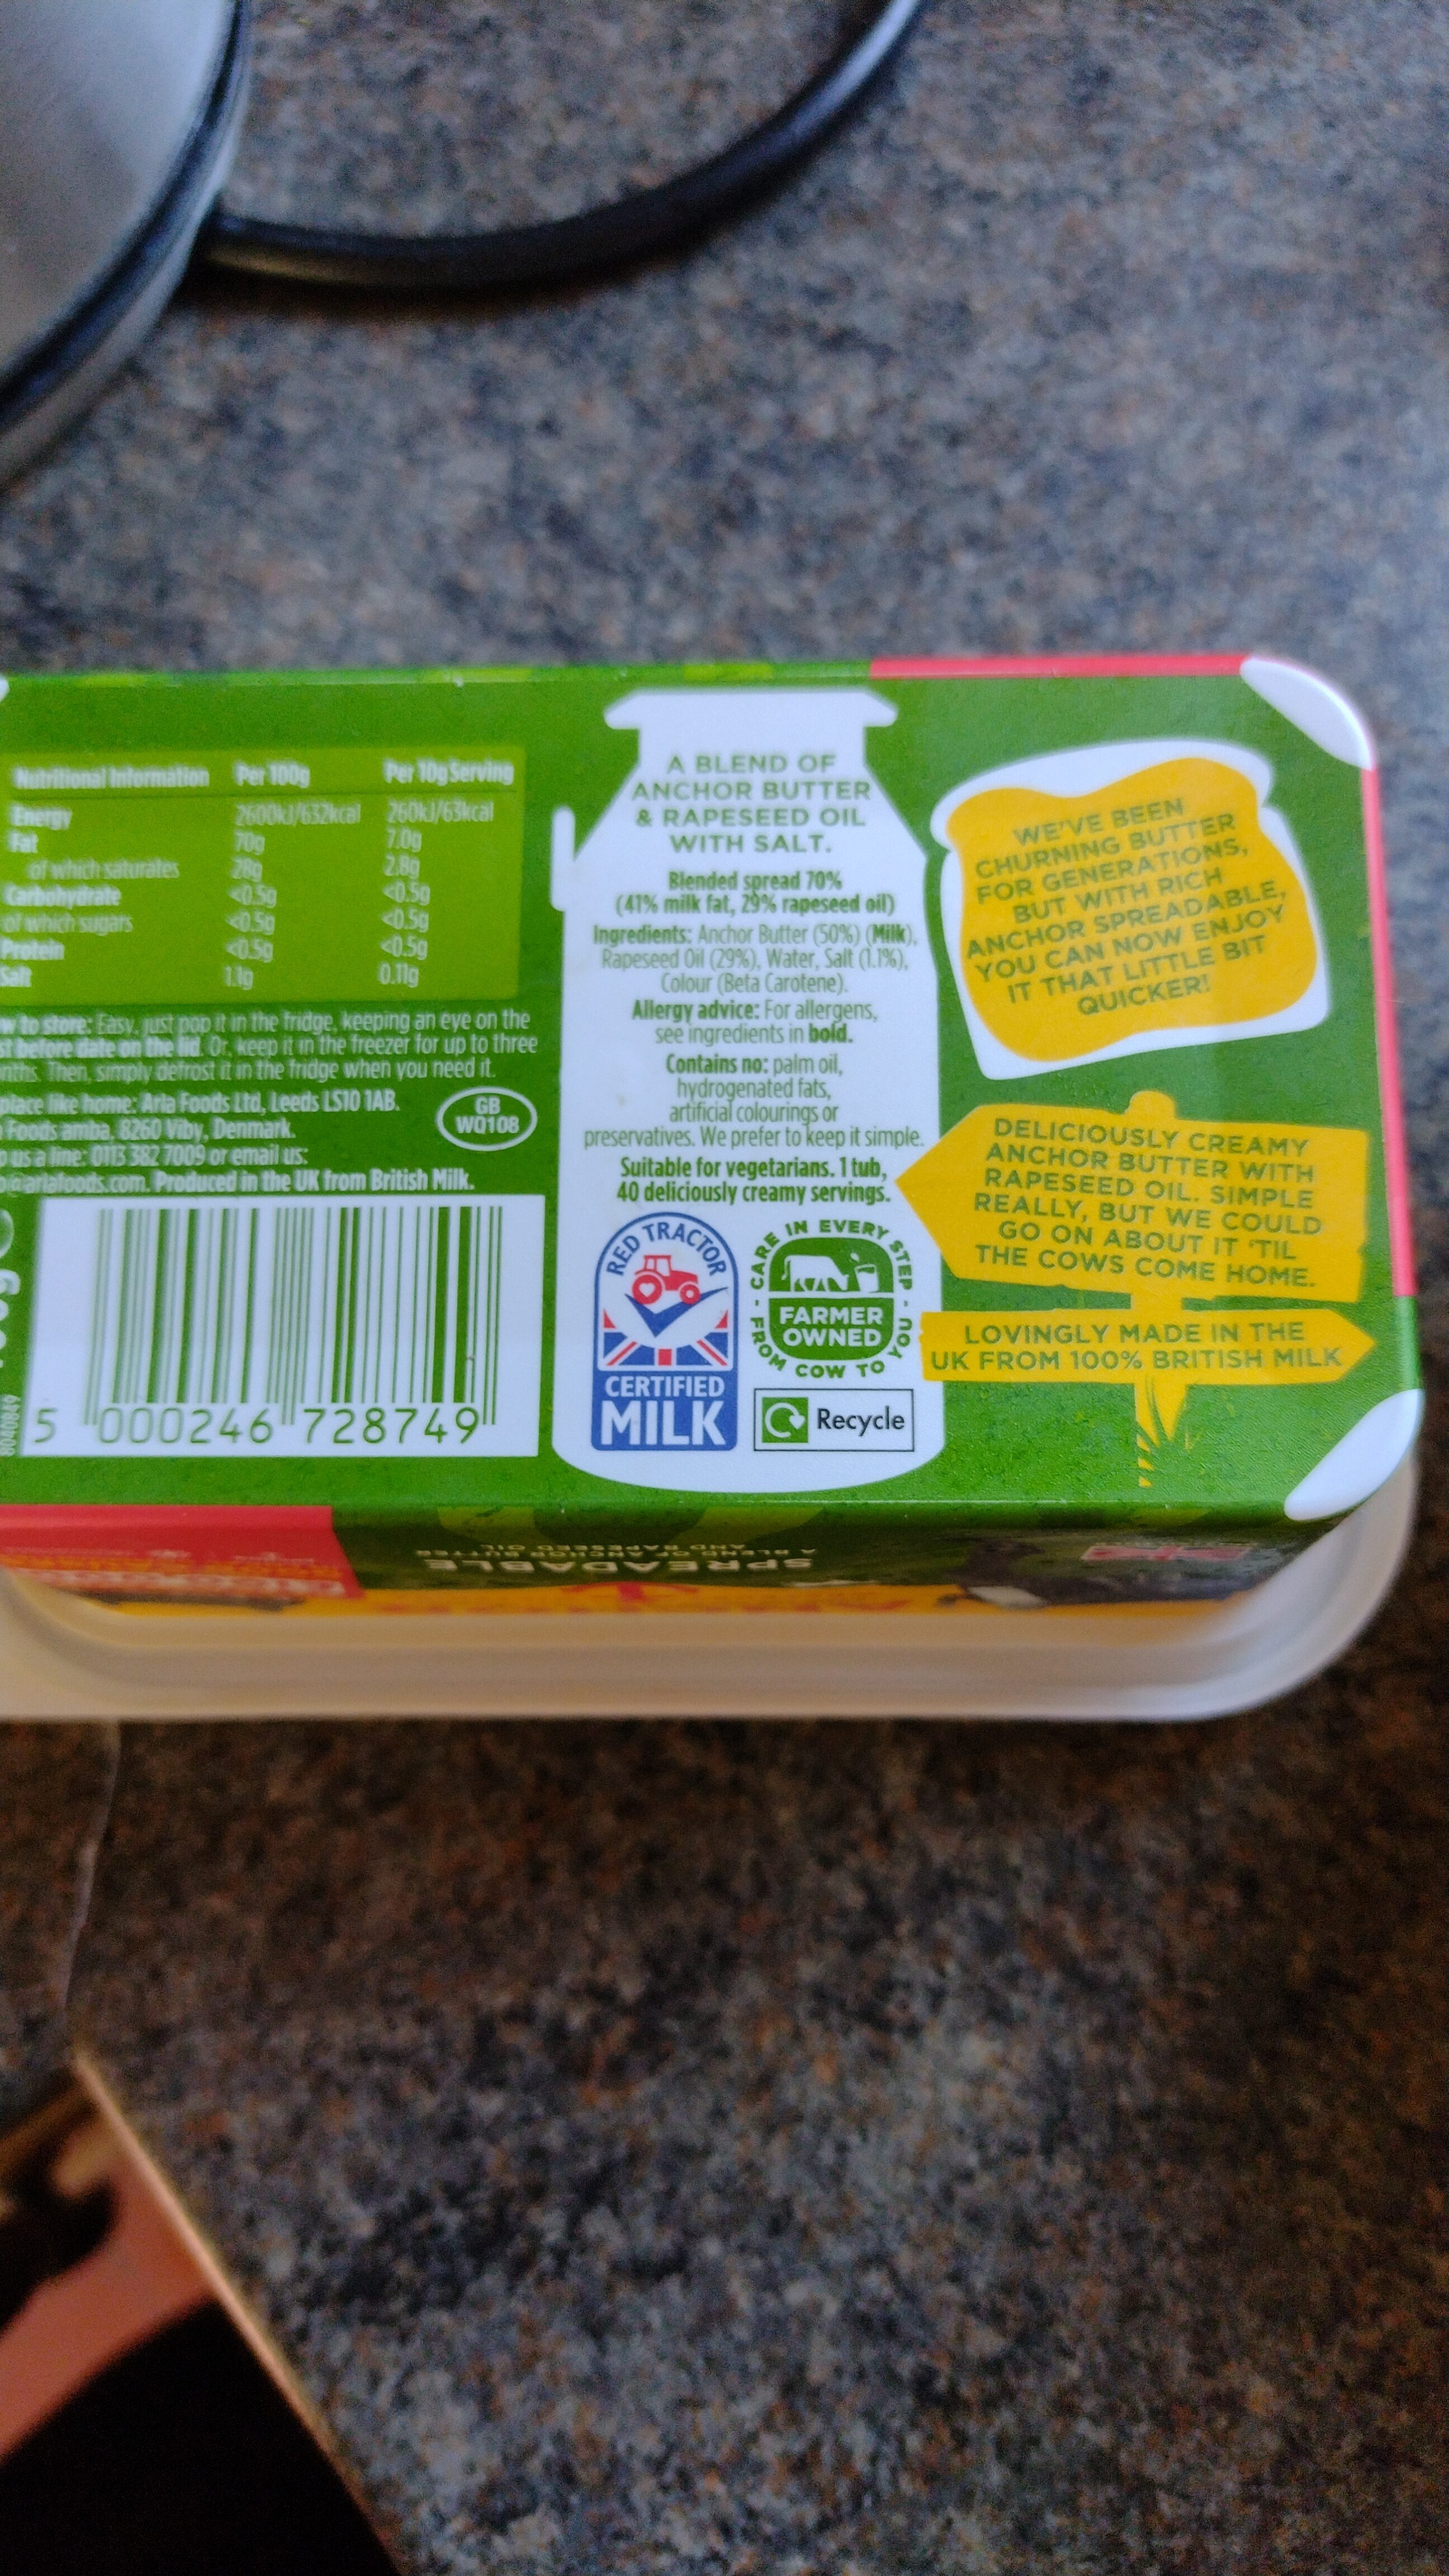 Nutritional Information Per 100g Per 10g Serving
Energy 2600kJ/632kcal 260kJ/63kcal
Fat 70g 7.0g
of which saturates 28g 2.8g
Carbohydrate <0.5g <0.5g
of which sugars <0.5g <0.5g
Protein <0.5g <0.5g
Salt 1.1g 0.11g
to store: Easy, just pop it in the fridge, keeping an eye on the
before date on the lid. Or, keep it in the freezer for up to three
Then, simply defrost it in the fridge when you need it.
place like home: Arla Foods Ltd, Leeds LS10 1AB.
Foods amba, 8260 Viby, Denmark.
us a line: 0113 382 7009 or email us:
arlafoods.com. Produced in the UK from British Milk.
GB
WQ108
5 000246 728749
A BLEND OF
ANCHOR BUTTER
& RAPESEED OIL
WITH SALT.
Blended spread 70%
(41% milk fat, 29% rapeseed oil)
Ingredients: Anchor Butter (50%) (Milk),
Rapeseed Oil (29%), Water, Salt (1.1%),
Colour (Beta Carotene).
Allergy advice: For allergens,
see ingredients in bold.
Contains no: palm oil,
hydrogenated fats,
artificial colourings or
preservatives. We prefer to keep it simple.
Suitable for vegetarians. 1 tub,
40 deliciously creamy servings.
RED TRACTOR
CERTIFIED
MILK
- CARE IN EVERY STEP -
FARMER
OWNED
FROM COW TO YOU
Recycle
WE'VE BEEN
CHURNING BUTTER
FOR GENERATIONS,
BUT WITH RICH
ANCHOR SPREADABLE,
YOU CAN NOW ENJOY
IT THAT LITTLE BIT
QUICKER!
DELICIOUSLY CREAMY
ANCHOR BUTTER WITH
RAPESEED OIL. SIMPLE
REALLY, BUT WE COULD
GO ON ABOUT IT 'TIL
THE COWS COME HOME.
LOVINGLY MADE IN THE
UK FROM 100% BRITISH MILK
SPREADABLE
A BLEND OF ANCHOR BUTTER
AND RAPESEED OIL